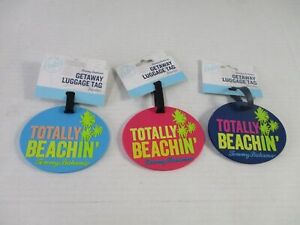 GETAWAY
LUGGAGE TAG
TOTALLY
BEACHIN'
Tommy Bahama
GETAWAY
LUGGAGE TAG
TOTALLY
BEACHIN'
Tommy Bahama
GETAWAY
LUGGAGE TAG
TOTALLY
BEACHIN'
Tommy Bahama